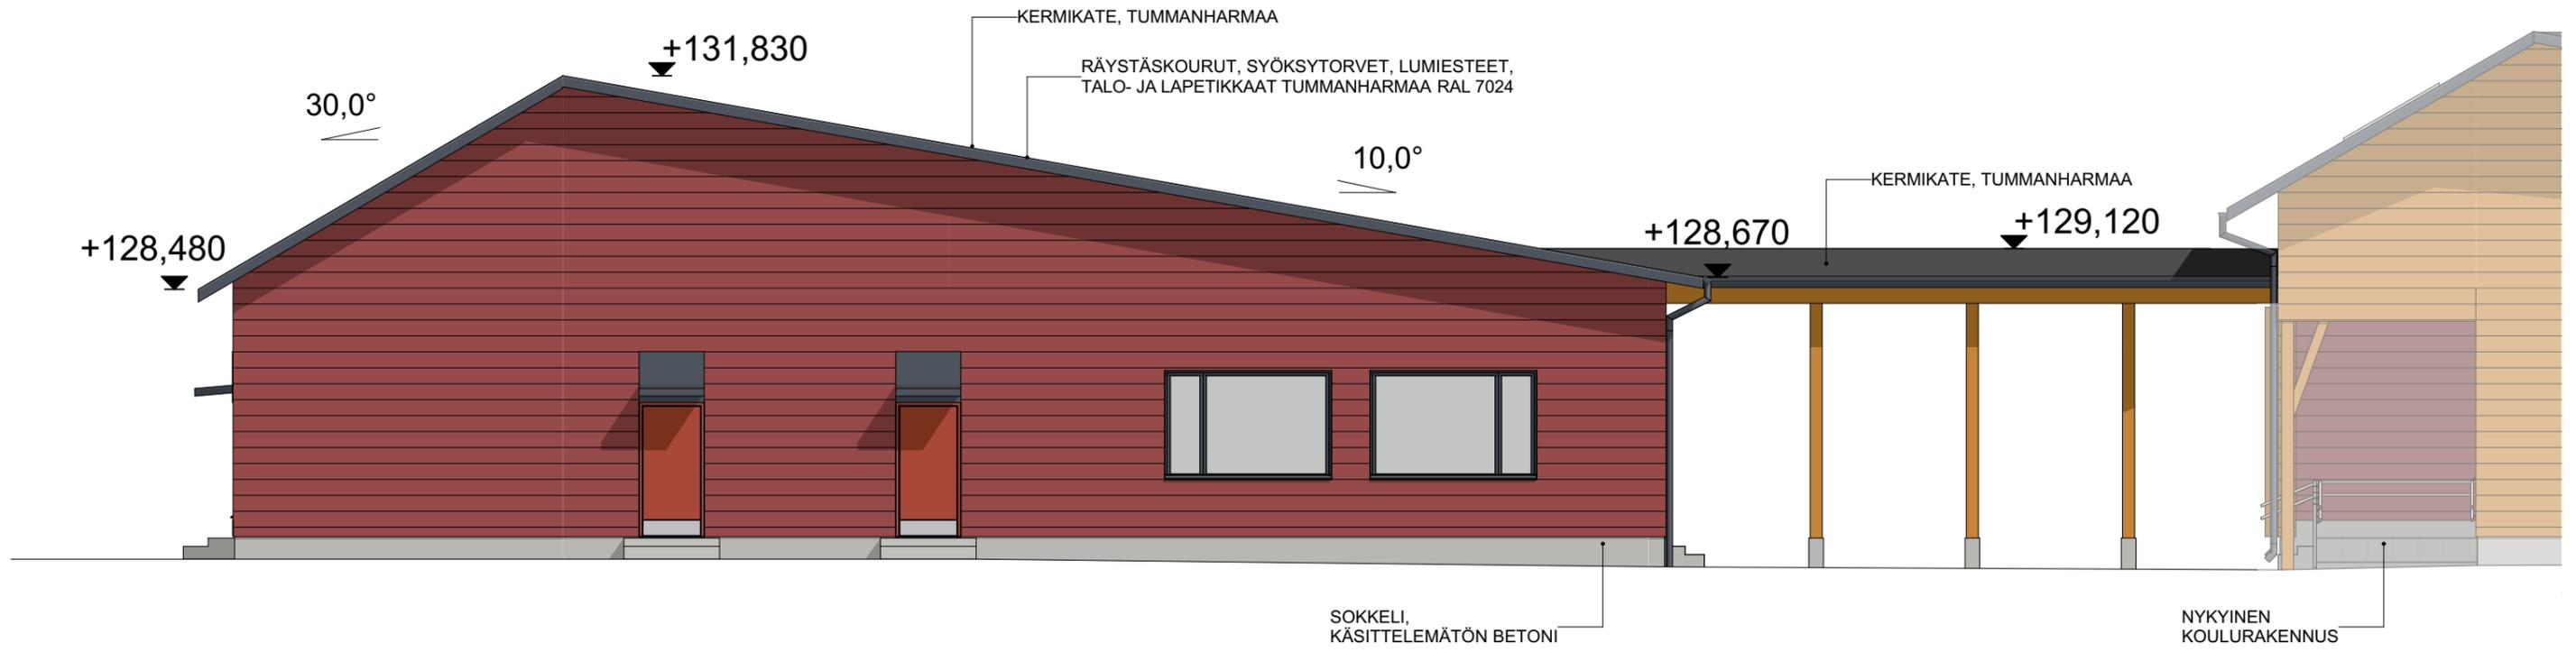 KERMIKATE, TUMMANHARMAA
+131,830
RÄYSTÄSKOURUT, SYÖKSYTORVET, LUMIESTEET,
TALO- JA LAPETIKKAAT TUMMANHARMAA RAL 7024
30,0°
10,0°
KERMIKATE, TUMMANHARMAA
+128,480
+128,670
+129,120
SOKKELI,
KÄSITTELEMÄTÖN BETONI
NYKYINEN
KOULURAKENNUS